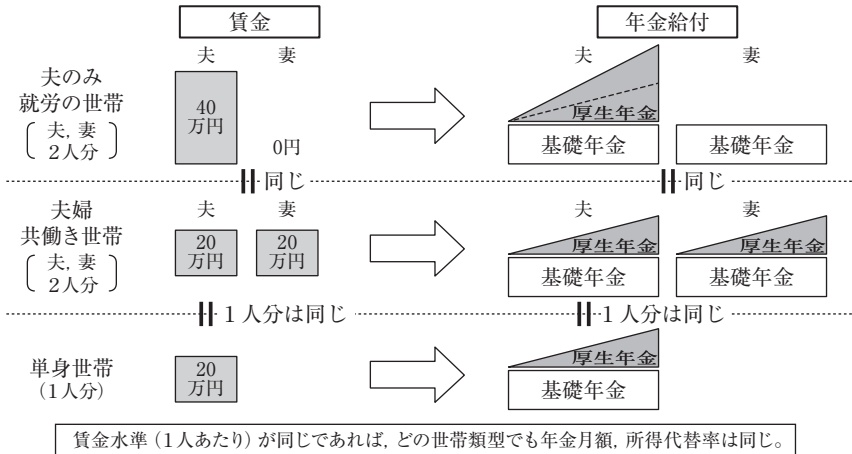 賃金 年金給付
夫 妻 夫 妻
夫のみ
就労の世帯
夫, 妻
2人分
40
万円
0円
厚生年金
基礎年金 基礎年金
同じ 同じ
夫婦
共働き世帯
夫, 妻
2人分
夫 妻 夫 妻
20
万円
20
万円
厚生年金 厚生年金
基礎年金 基礎年金
1人分は同じ 1人分は同じ
単身世帯
(1人分)
20
万円
厚生年金
基礎年金
賃金水準 (1人あたり) が同じであれば, どの世帯類型でも年金月額, 所得代替率は同じ。